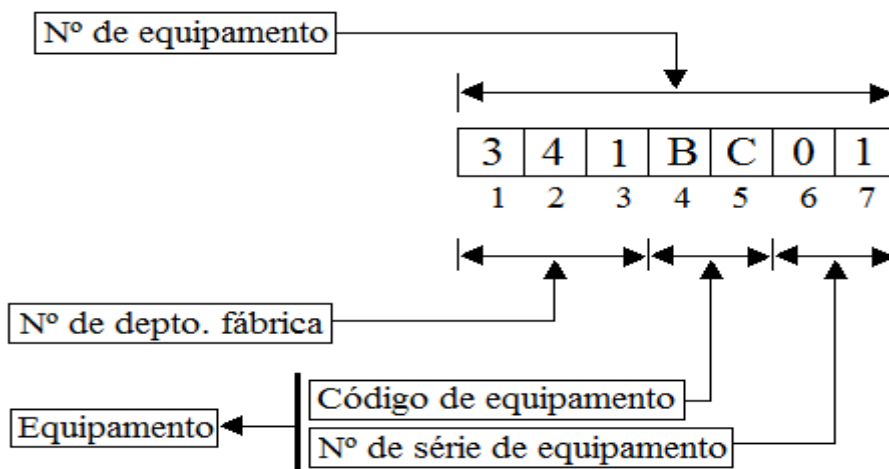 Nº de equipamento
3 4 1 B C 0 1
1 2 3 4 5 6 7
Nº de depto. fábrica
Código de equipamento
Equipamento
Nº de série de equipamento